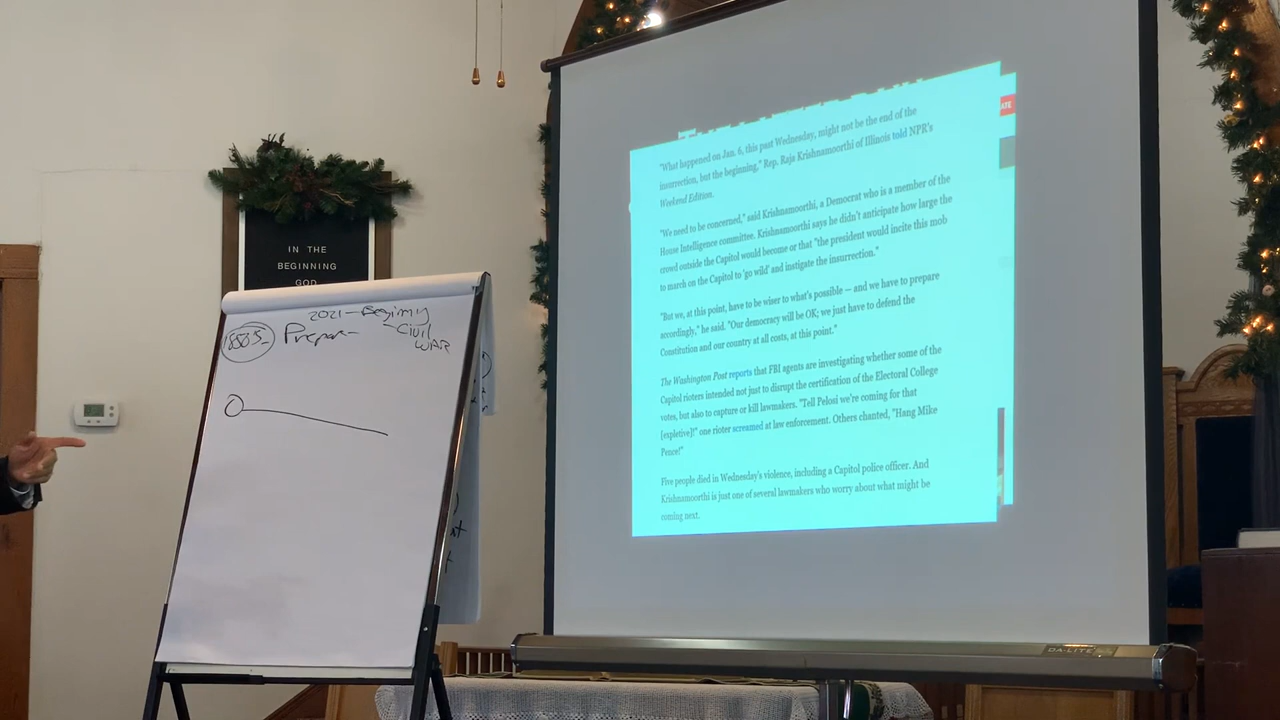 IN THE
BEGINNING
GOD
2021 - Beginning
1888
Prepar
- Civil
WAR
ATE
"What happened on Jan. 6, this past Wednesday, might not be the end of the
insurrection, but the beginning," Rep. Raja Krishnamoorthi of Illinois told NPR's
Weekend Edition.
"We need to be concerned," said Krishnamoorthi, a Democrat who is a member of the
House Intelligence committee. Krishnamoorthi says he didn't anticipate how large the
crowd outside the Capitol would become or that "the president would incite this mob
to march on the Capitol to 'go wild' and instigate the insurrection."
"But we, at this point, have to be wiser to what's possible — and we have to prepare
accordingly," he said. "Our democracy will be OK; we just have to defend the
Constitution and our country at all costs, at this point."
The Washington Post reports that FBI agents are investigating whether some of the
Capitol rioters intended not just to disrupt the certification of the Electoral College
votes, but also to capture or kill lawmakers. "Tell Pelosi we're coming for that
[expletive]!" one rioter screamed at law enforcement. Others chanted, "Hang Mike
Pence!"
Five people died in Wednesday's violence, including a Capitol police officer. And
Krishnamoorthi is just one of several lawmakers who worry about what might be
coming next.
DA-LITE